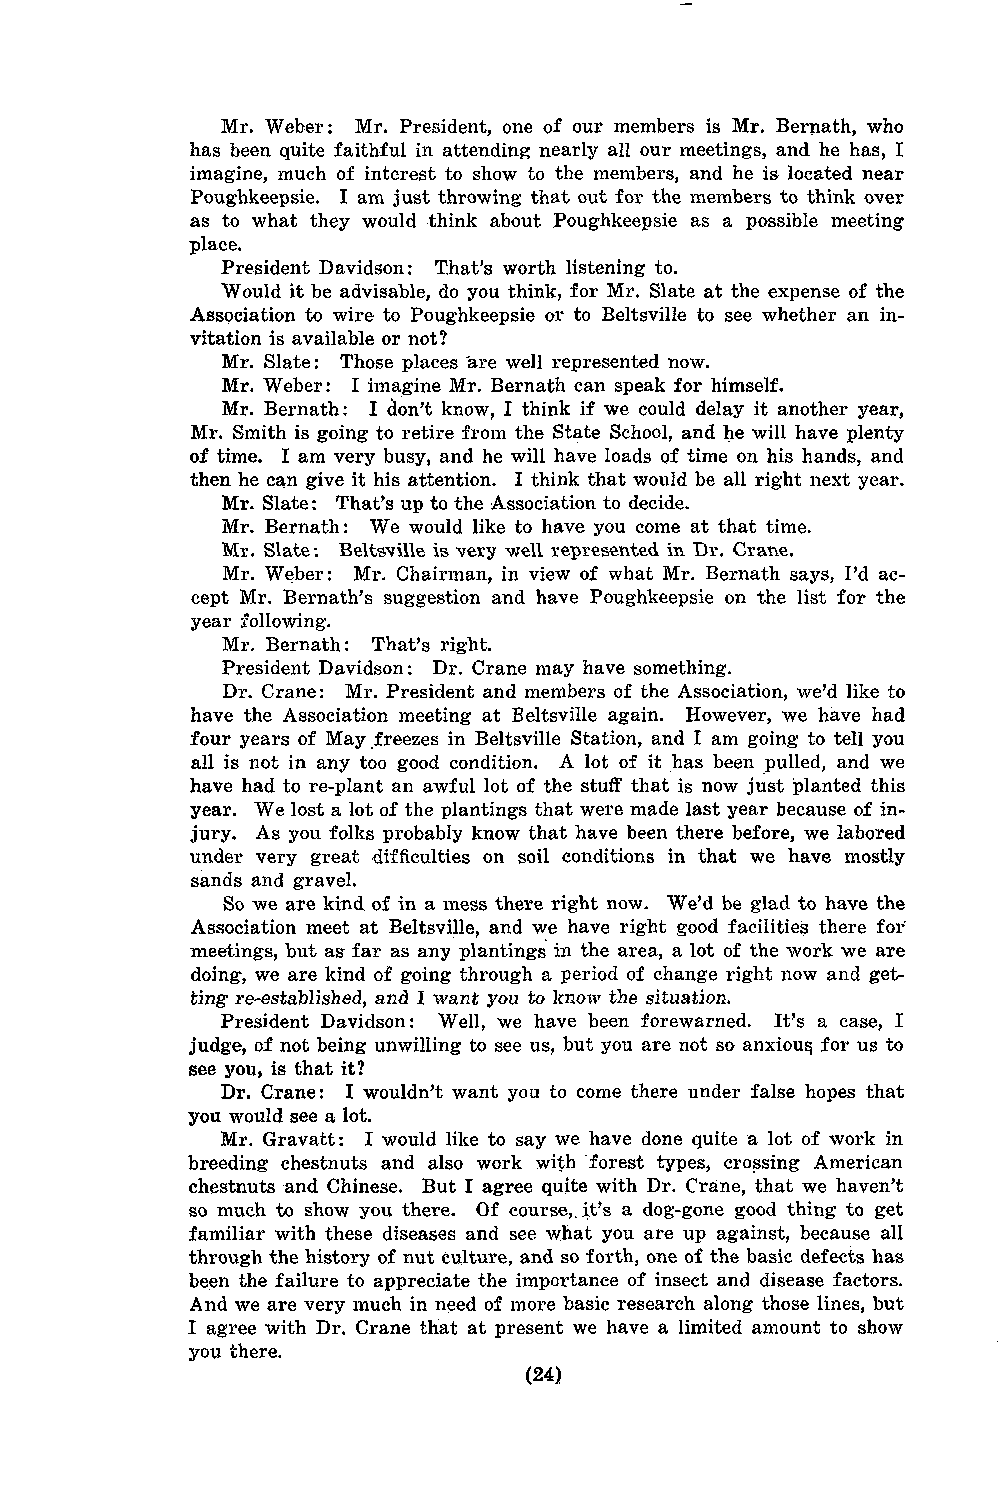 Mr. Weber: Mr. President, one of our members is Mr. Bernath, who
has been quite faithful in attending nearly all our meetings, and he has, I
imagine, much of interest to show to the members, and he is located near
Poughkeepsie. I am just throwing that out for the members to think over
as to what they would think about Poughkeepsie as a possible meeting
place.
President Davidson: That's worth listening to.
Would it be advisable, do you think, for Mr. Slate at the expense of the
Association to wire to Poughkeepsie or to Beltsville to see whether an in-
vitation is available or not?
Mr. Slate: Those places are well represented now.
Mr. Weber: I imagine Mr. Bernath can speak for himself.
Mr. Bernath: I don't know, I think if we could delay it another year,
Mr. Smith is going to retire from the State School, and he will have plenty
of time. I am very busy, and he will have loads of time on his hands, and
then he can give it his attention. I think that would be all right next year.
Mr. Slate: That's up to the Association to decide.
Mr. Bernath: We would like to have you come at that time.
Mr. Slate: Beltsville is very well represented in Dr. Crane.
Mr. Weber: Mr. Chairman, in view of what Mr. Bernath says, I'd ac-
cept Mr. Bernath's suggestion and have Poughkeepsie on the list for the
year following.
Mr. Bernath: That's right.
President Davidson: Dr. Crane may have something.
Dr. Crane: Mr. President and members of the Association, we'd like to
have the Association meeting at Beltsville again. However, we have had
four years of May freezes in Beltsville Station, and I am going to tell you
all is not in any too good condition. A lot of it has been pulled, and we
have had to re-plant an awful lot of the stuff that is now just planted this
year. We lost a lot of the plantings that were made last year because of in-
jury. As you folks probably know that have been there before, we labored
under very great difficulties on soil conditions in that we have mostly
sands and gravel.
So we are kind of in a mess there right now. We'd be glad to have the
Association meet at Beltsville, and we have right good facilities there for
meetings, but as far as any plantings in the area, a lot of the work we are
doing, we are kind of going through a period of change right now and get-
ting re-established, and I want you to know the situation.
President Davidson: Well, we have been forewarned. It's a case, I
judge, of not being unwilling to see us, but you are not so anxious for us to
see you, is that it?
Dr. Crane: I wouldn't want you to come there under false hopes that
you would see a lot.
Mr. Gravatt: I would like to say we have done quite a lot of work in
breeding chestnuts and also work with forest types, crossing American
chestnuts and Chinese. But I agree quite with Dr. Crane, that we haven't
so much to show you there. Of course, it's a dog-gone good thing to get
familiar with these diseases and see what you are up against, because all
through the history of nut culture, and so forth, one of the basic defects has
been the failure to appreciate the importance of insect and disease factors.
And we are very much in need of more basic research along those lines, but
I agree with Dr. Crane that at present we have a limited amount to show
you there.
(24)